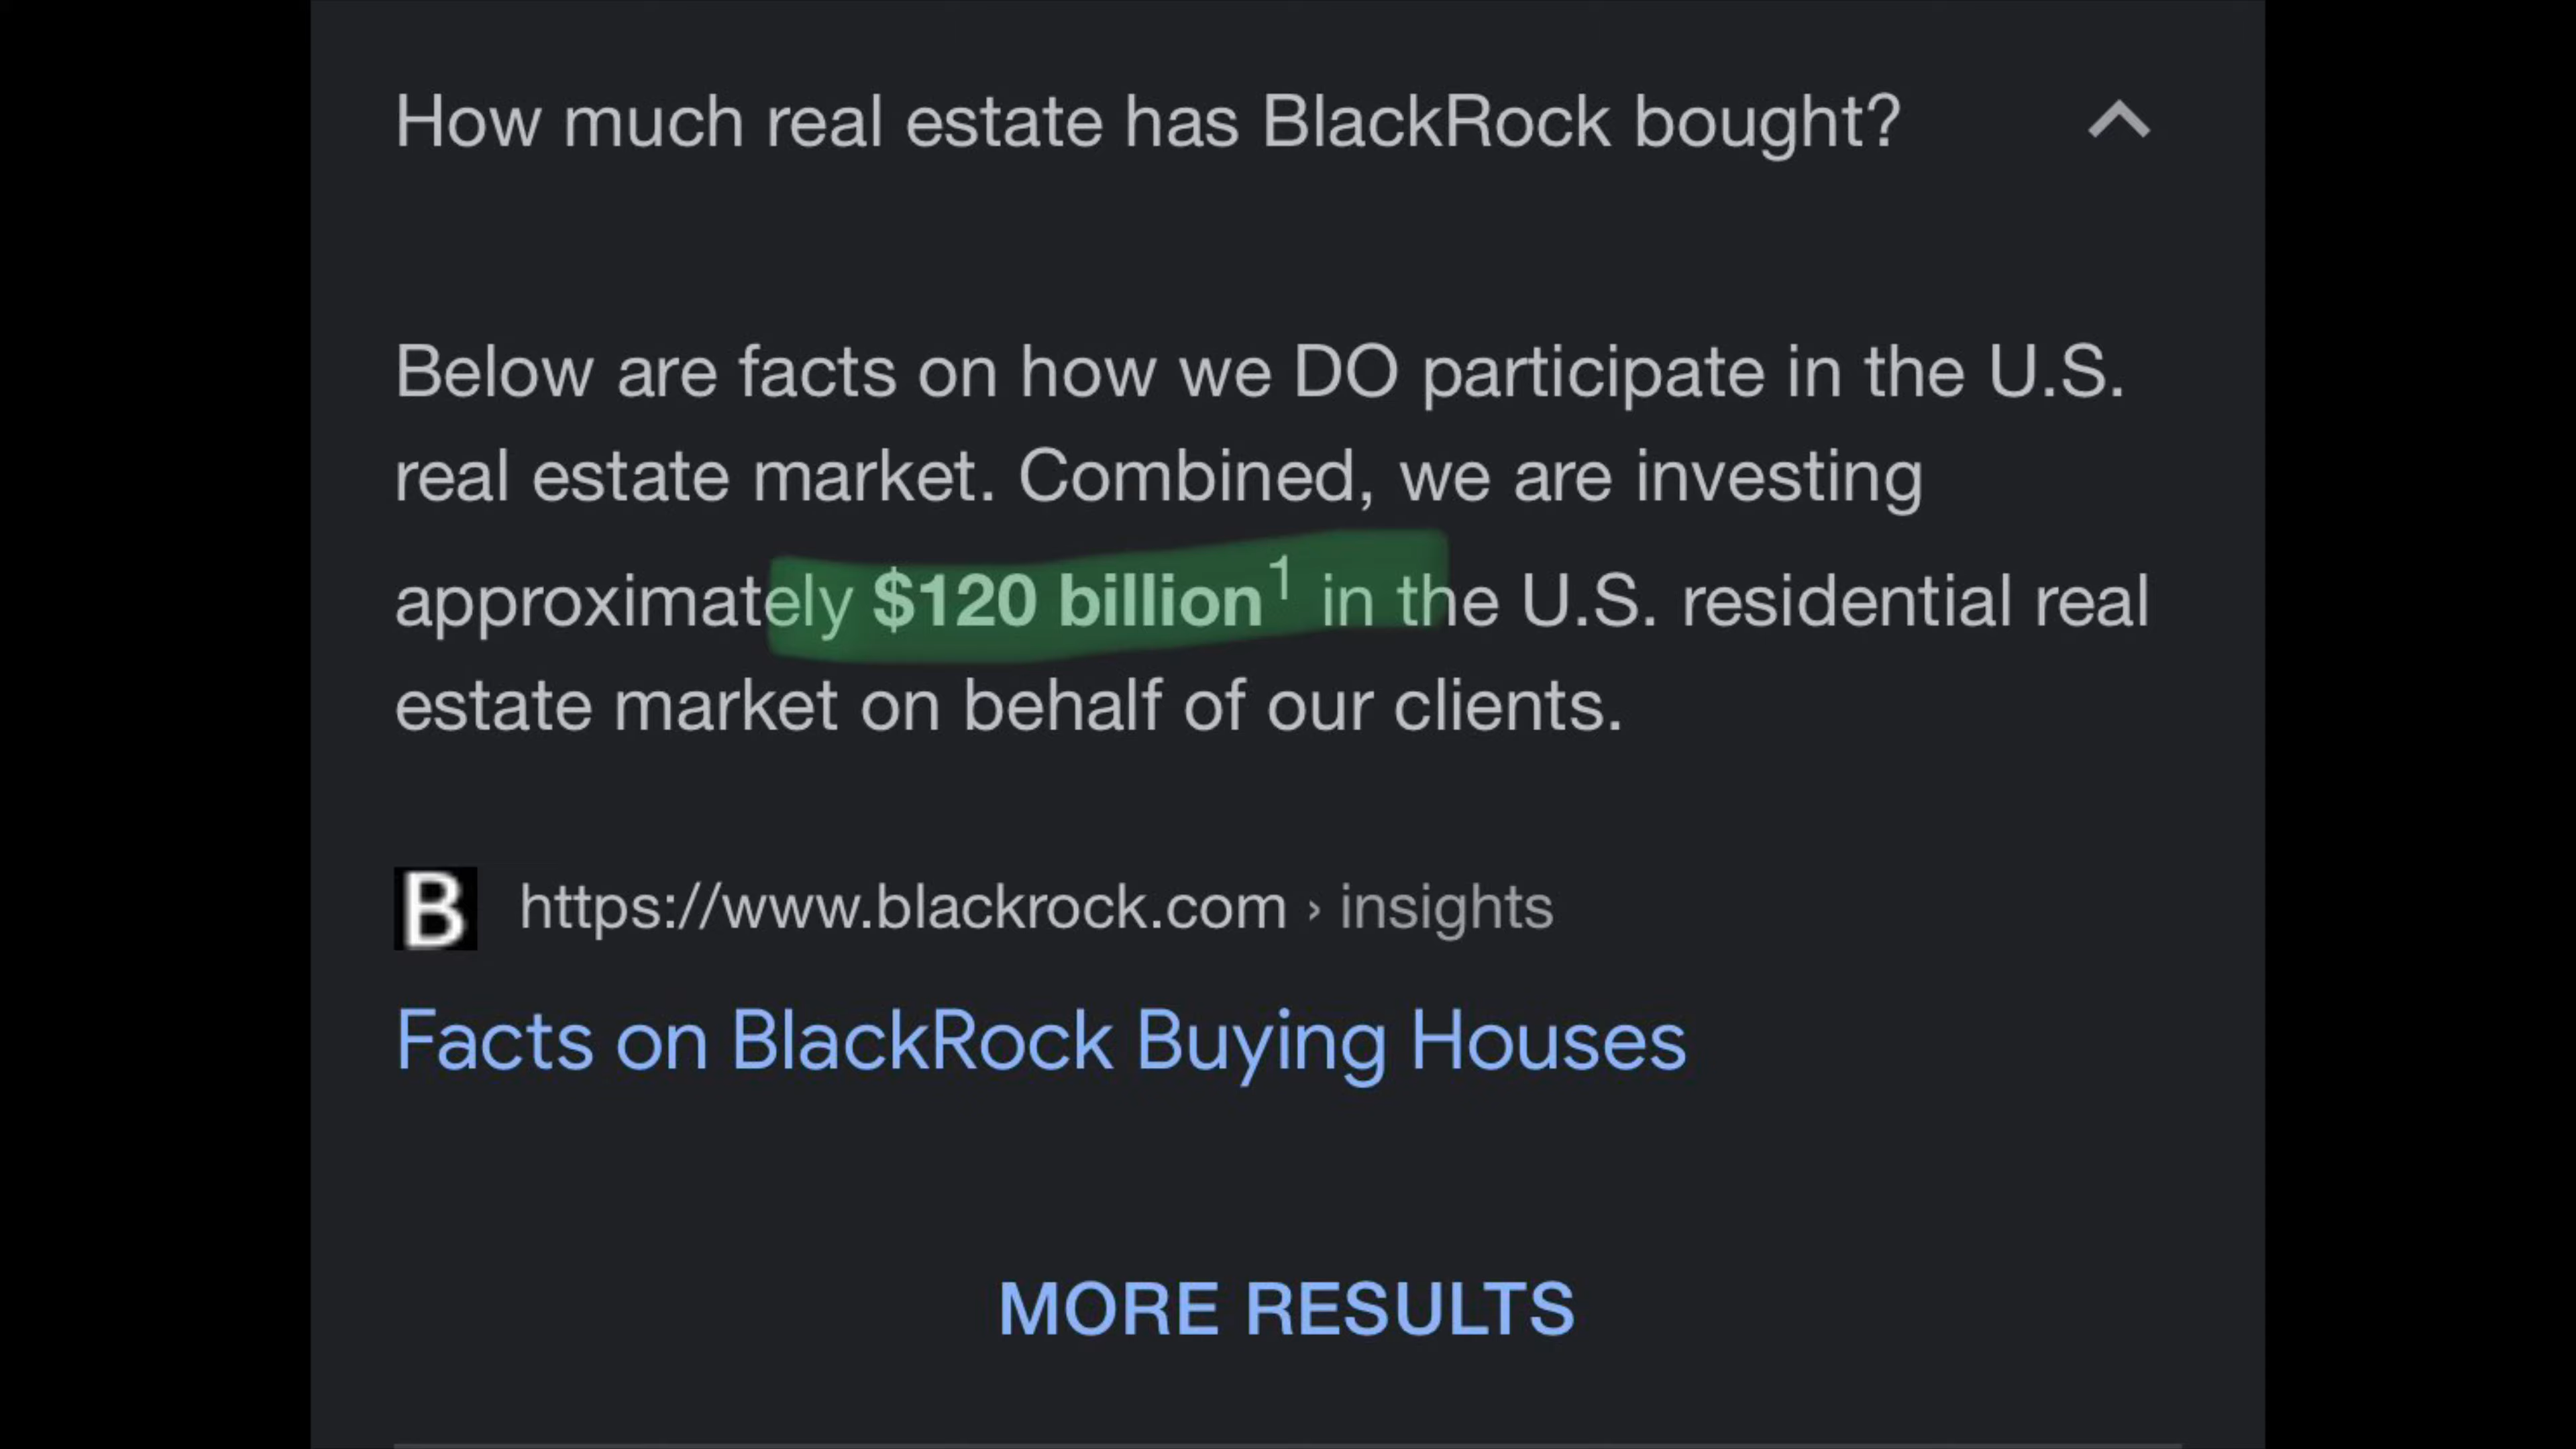 How much real estate has BlackRock bought?
Below are facts on how we DO participate in the U.S.
real estate market. Combined, we are investing
approximately $120 billion¹ in the U.S. residential real
estate market on behalf of our clients.
B https://www.blackrock.com › insights
Facts on BlackRock Buying Houses
MORE RESULTS